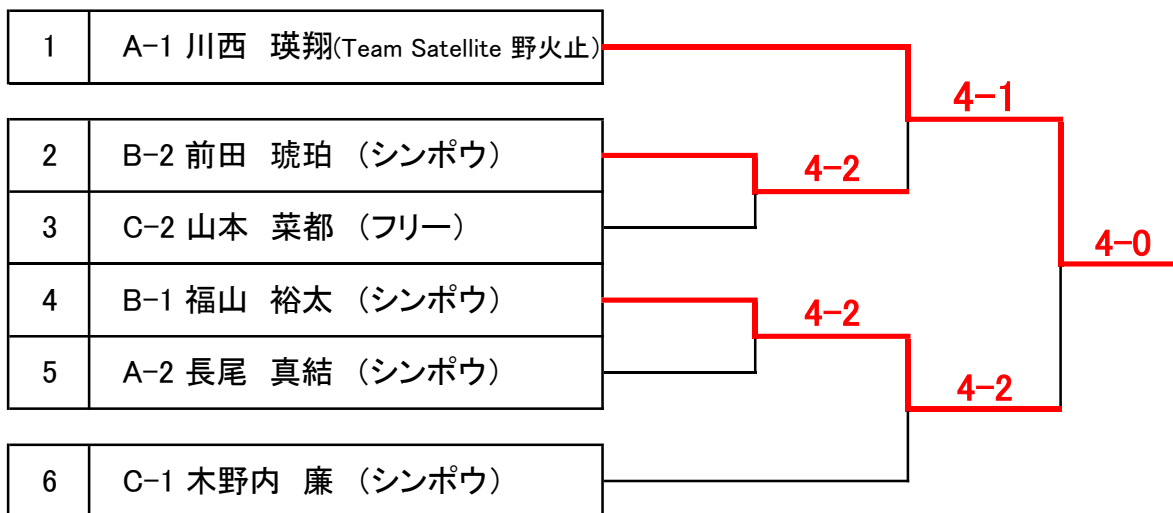 1 A-1 川西 瑛翔(Team Satellite 野火止)
4-1
2 B-2 前田 琥珀 (シンポウ)
4-2
3 C-2 山本 菜都 (フリー)
4-0
4 B-1 福山 裕太 (シンポウ)
4-2
5 A-2 長尾 真結 (シンポウ)
4-2
6 C-1 木野内 廉 (シンポウ)